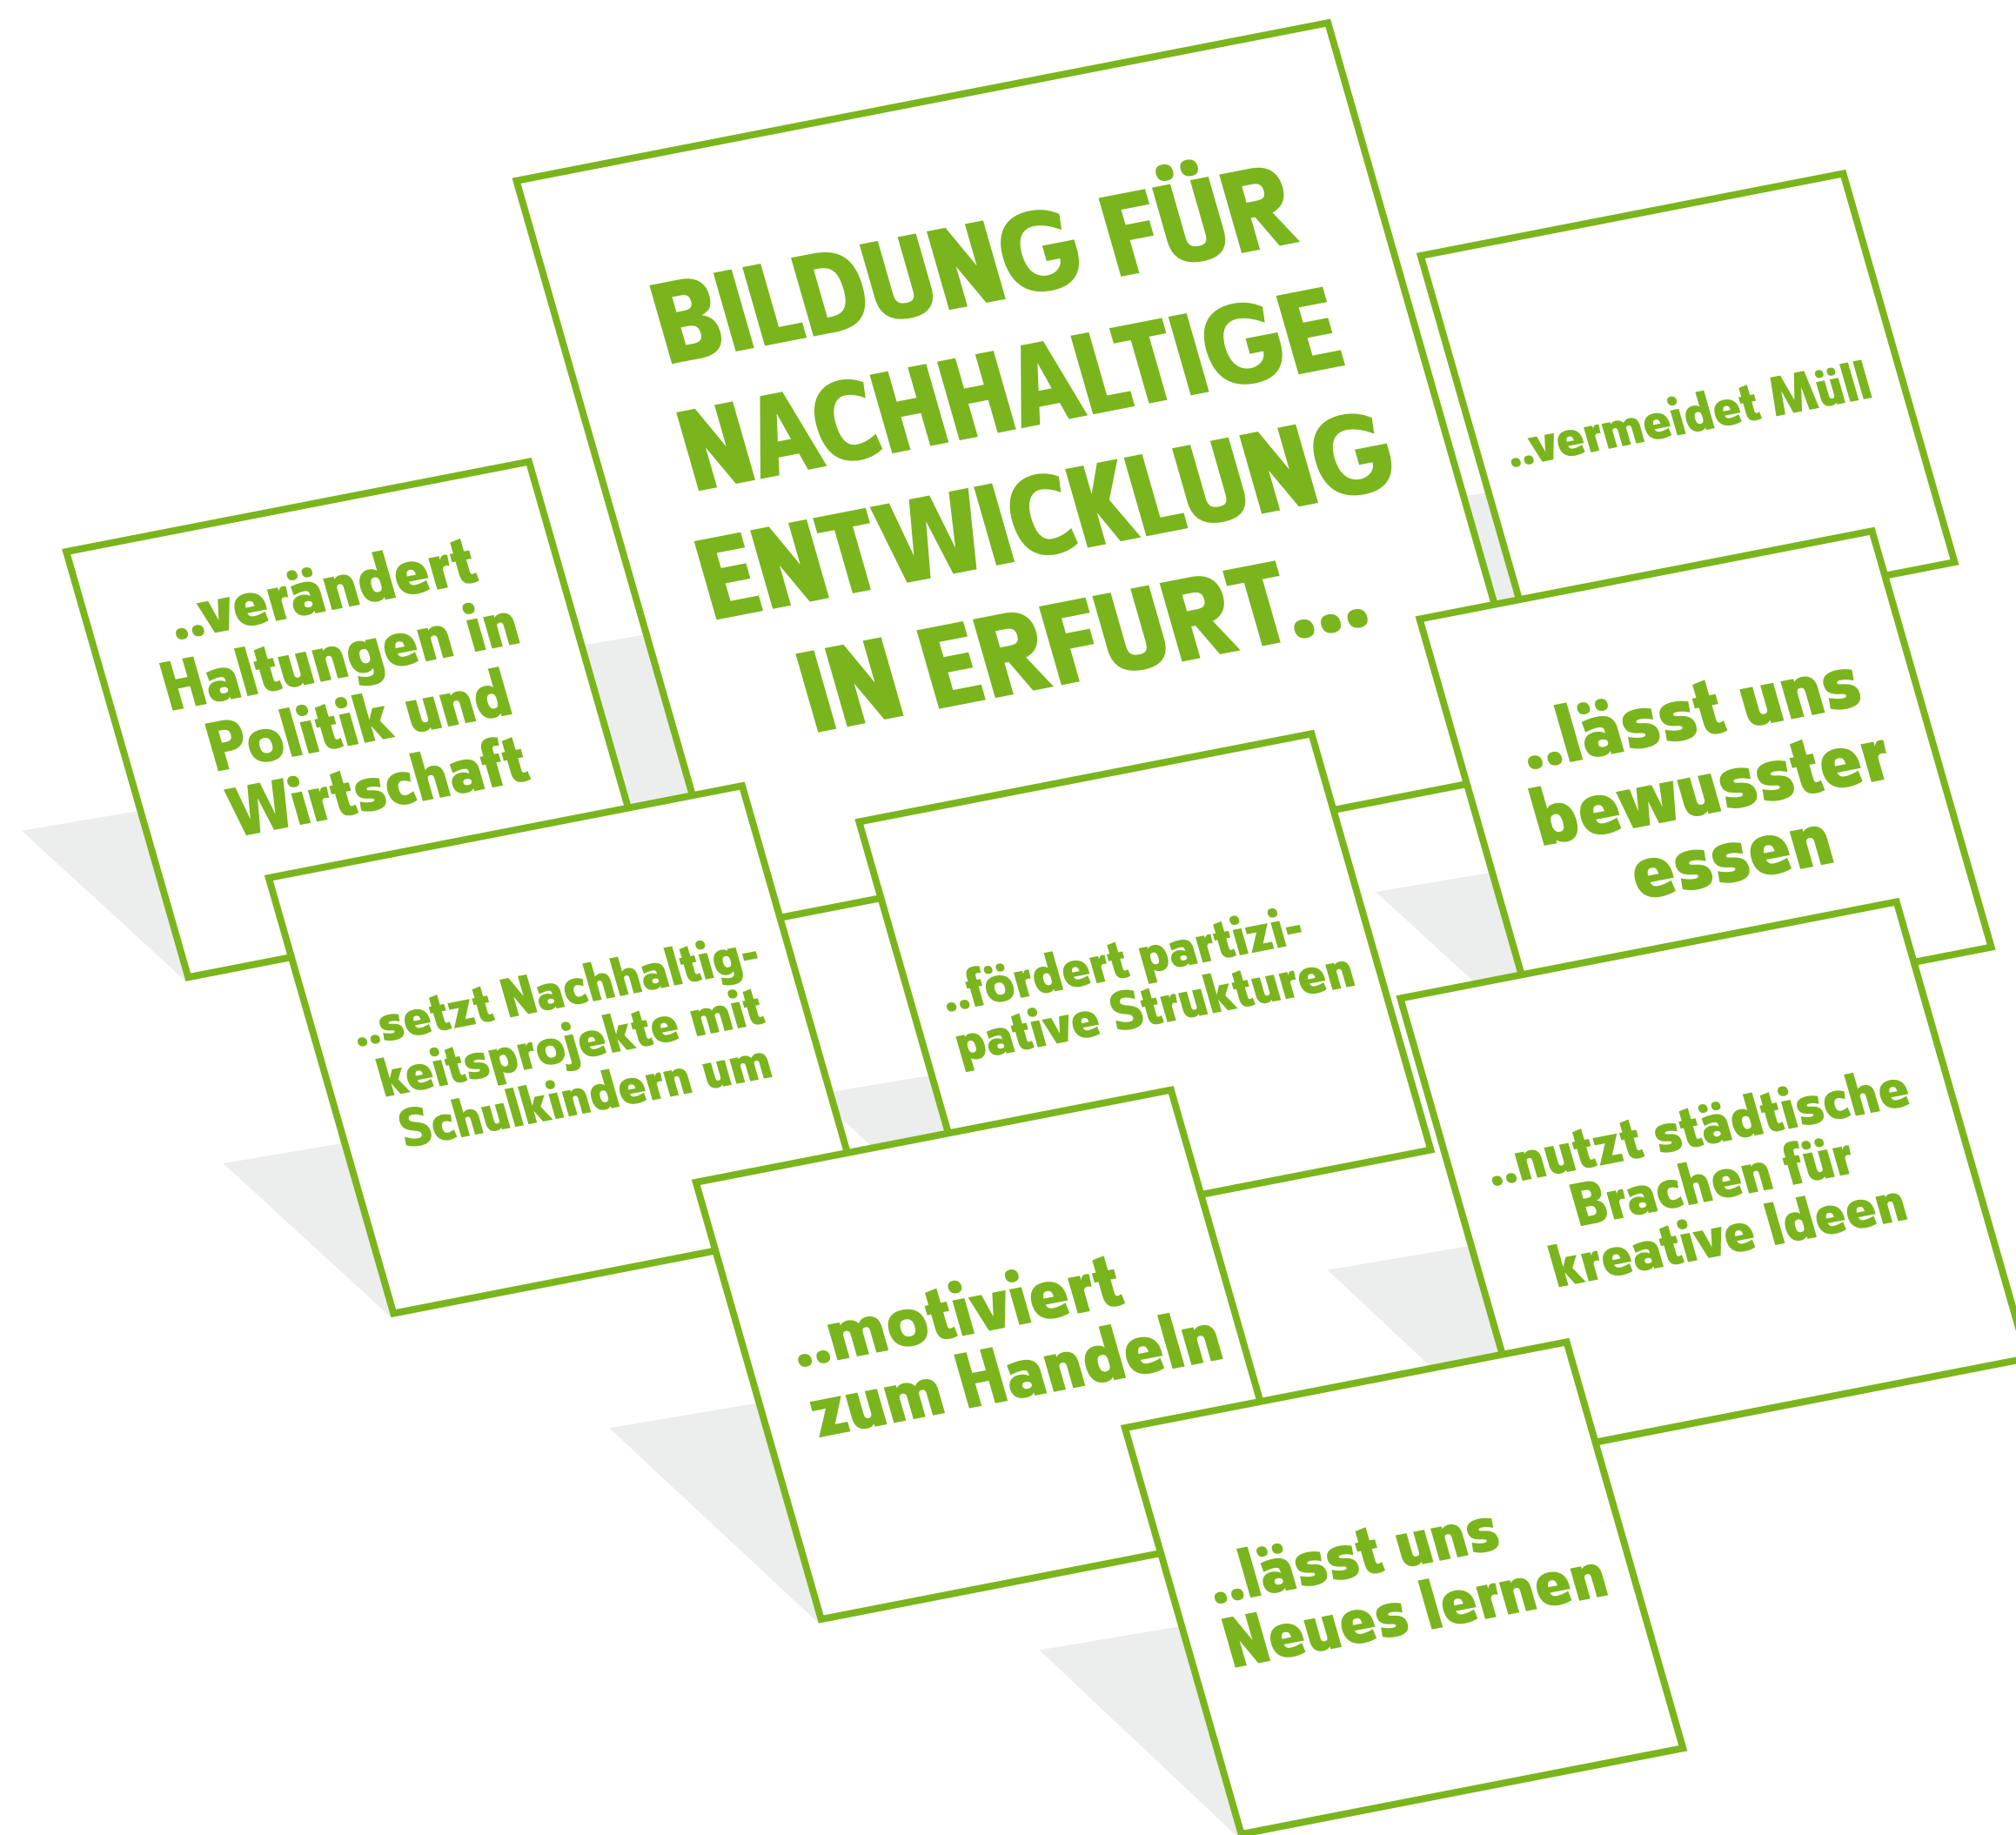 BILDUNG FÜR
NACHHALTIGE
ENTWICKLUNG
IN ERFURT...
..vermeidet Müll
..verändert
Haltungen in
Politik und
Wirtschaft
..lässt uns
bewusster
essen
..setzt Nachhaltig-
keitsprojekte mit
Schulkindern um
..fördert partizi-
pative Strukturen
..nutzt städtische
Brachen für
kreative Ideen
..motiviert
zum Handeln
..lässt uns
Neues lernen